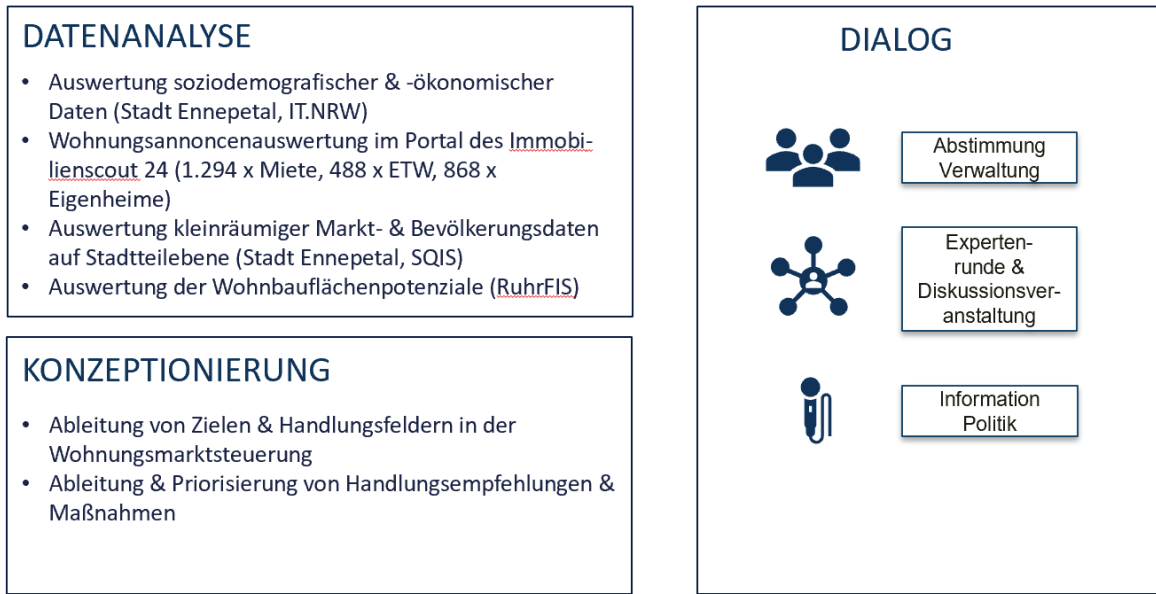 DATENANALYSE
• Auswertung soziodemografischer & -ökonomischer
Daten (Stadt Ennepetal, IT.NRW)
• Wohnungsannoncenauswertung im Portal des Immobi-
lienscout 24 (1.294 x Miete, 488 x ETW, 868 x
Eigenheime)
• Auswertung kleinräumiger Markt- & Bevölkerungsdaten
auf Stadtteilebene (Stadt Ennepetal, SQIS)
• Auswertung der Wohnbauflächenpotenziale (RuhrFIS)
KONZEPTIONIERUNG
• Ableitung von Zielen & Handlungsfeldern in der
Wohnungsmarktsteuerung
• Ableitung & Priorisierung von Handlungsempfehlungen &
Maßnahmen
DIALOG
Abstimmung
Verwaltung
Experten-
runde &
Diskussionsver-
anstaltung
Information
Politik